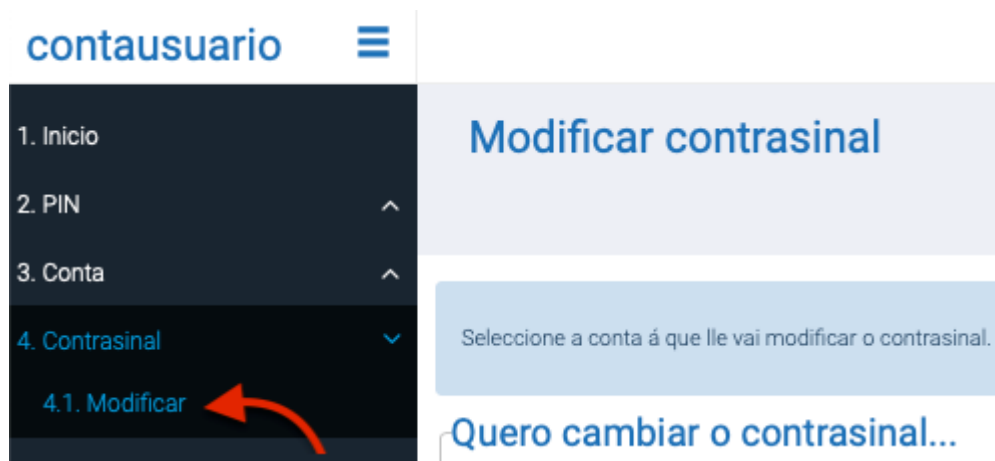 contausuario
1. Inicio
2. PIN
3. Conta
4. Contrasinal
4.1. Modificar
Modificar contrasinal
Seleccione a conta á que lle vai modificar o contrasinal.
Quero cambiar o contrasinal...